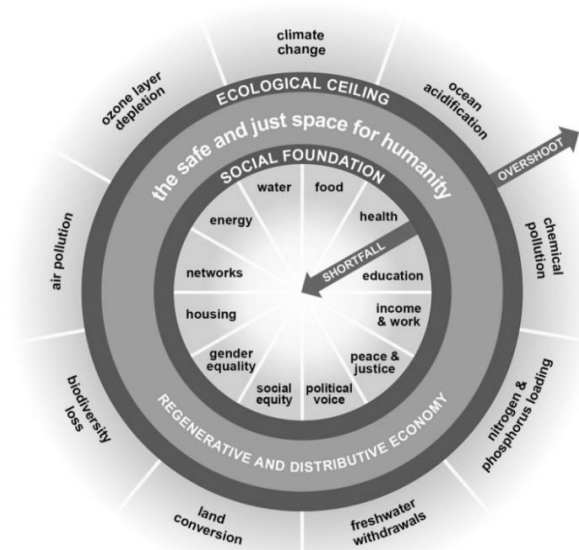 climate
change
ozone layer
depletion
ocean
acidification
ECOLOGICAL CEILING
OVERSHOOT
the safe and just space for humanity
SOCIAL FOUNDATION
water
food
energy
health
SHORTFALL
air pollution
chemical
pollution
networks
education
housing
income
& work
gender
equality
peace &
justice
social
equity
political
voice
biodiversity
loss
nitrogen &
phosphorus loading
REGENERATIVE AND DISTRIBUTIVE ECONOMY
land
conversion
freshwater
withdrawals